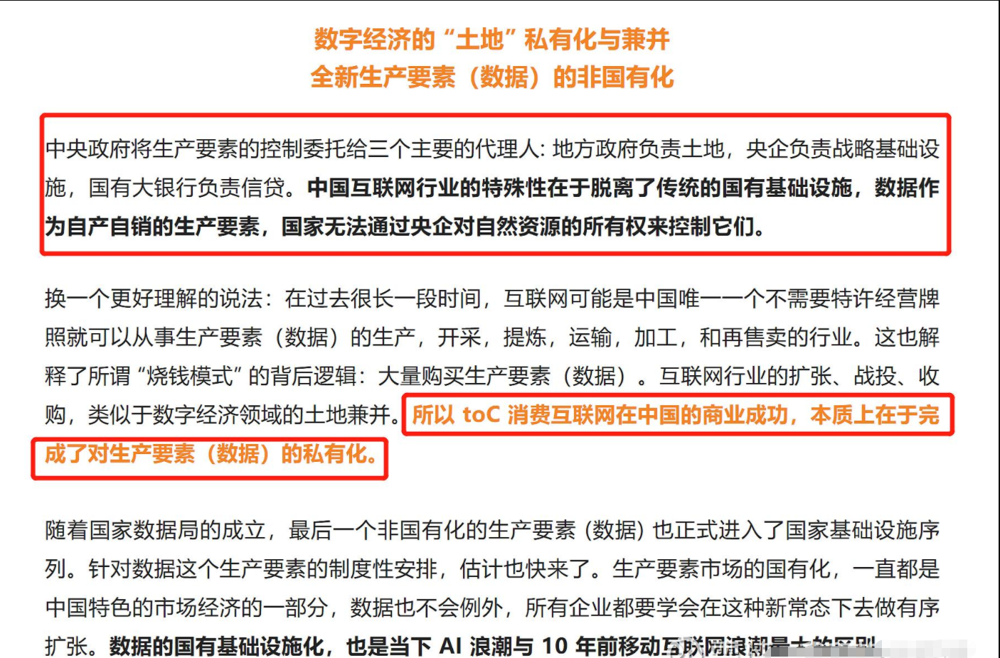 数字经济的“土地”私有化与兼并
全新生产要素（数据）的非国有化
中央政府将生产要素的控制委托给三个主要的代理人: 地方政府负责土地，央企负责战略基础设
施，国有大银行负责信贷。中国互联网行业的特殊性在于脱离了传统的国有基础设施，数据作
为自产自销的生产要素，国家无法通过央企对自然资源的所有权来控制它们。
换一个更好理解的说法：在过去很长一段时间，互联网可能是中国唯一一个不需要特许经营牌
照就可以从事生产要素（数据）的生产，开采，提炼，运输，加工，和再售卖的行业。这也解
释了所谓“烧钱模式”的背后逻辑：大量购买生产要素（数据）。互联网行业的扩张、战投、收
购，类似于数字经济领域的土地兼并。所以 toC 消费互联网在中国的商业成功，本质上在于完
成了对生产要素（数据）的私有化。
随着国家数据局的成立，最后一个非国有化的生产要素 (数据) 也正式进入了国家基础设施序
列。针对数据这个生产要素的制度性安排，估计也快来了。生产要素市场的国有化，一直都是
中国特色的市场经济的一部分，数据也不会例外，所有企业都要学会在这种新常态下去做有序
扩张。数据的国有基础设施化，也是当下 AI 浪潮与 10 年前移动互联网浪潮最大的区别